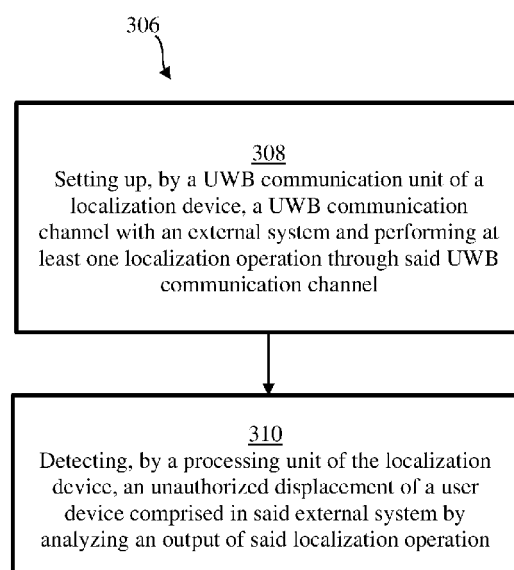 306
308
Setting up, by a UWB communication unit of a
localization device, a UWB communication
channel with an external system and performing at
least one localization operation through said UWB
communication channel
310
Detecting, by a processing unit of the localization
device, an unauthorized displacement of a user
device comprised in said external system by
analyzing an output of said localization operation